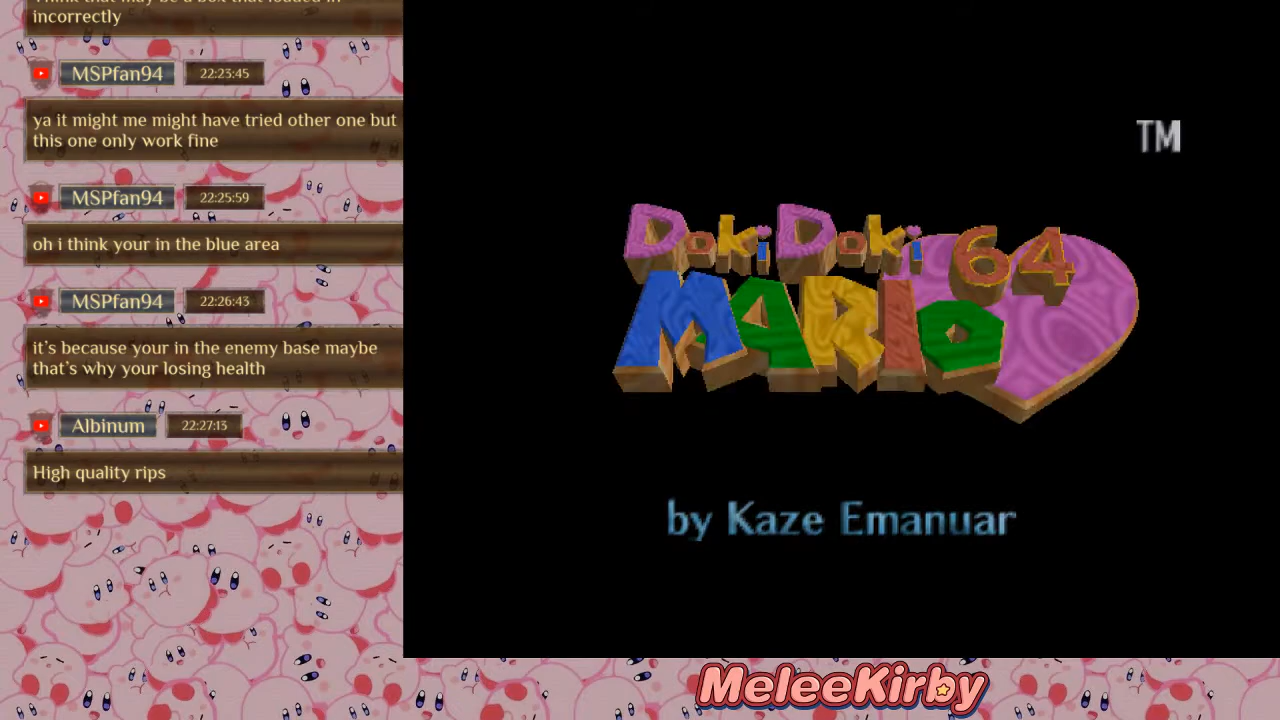 incorrectly
MSPfan94 22:23:45
ya it might me might have tried other one but
this one only work fine
MSPfan94 22:25:59
oh i think your in the blue area
MSPfan94 22:26:43
it's because your in the enemy base maybe
that's why your losing health
Albinum 22:27:13
High quality rips
TM
DokiDoki 64
MARIO
by Kaze Emanuar
MeleeKirby